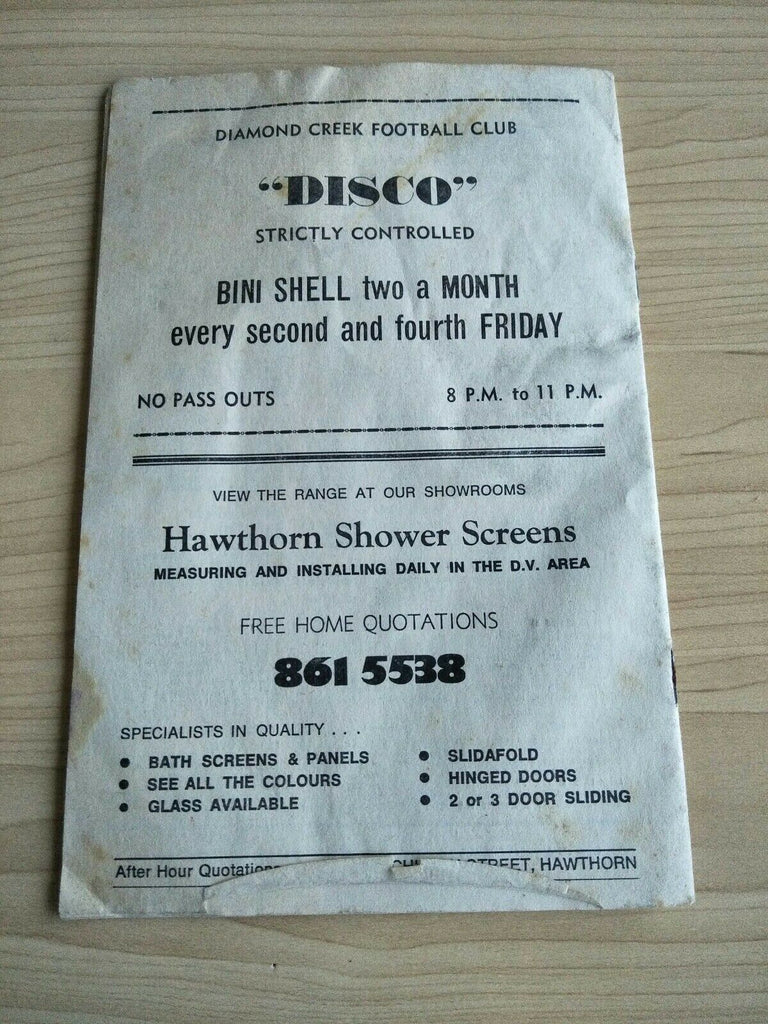 DIAMOND CREEK FOOTBALL CLUB
“DISCO”
STRICTLY CONTROLLED
BINI SHELL two a MONTH
every second and fourth FRIDAY
NO PASS OUTS 8 P.M. to 11 P.M.
VIEW THE RANGE AT OUR SHOWROOMS
Hawthorn Shower Screens
MEASURING AND INSTALLING DAILY IN THE D.V. AREA
FREE HOME QUOTATIONS
861 5538
SPECIALISTS IN QUALITY . . .
● BATH SCREENS & PANELS ● SLIDAFOLD
● SEE ALL THE COLOURS ● HINGED DOORS
● GLASS AVAILABLE ● 2 or 3 DOOR SLIDING
After Hour STREET, HAWTHORN